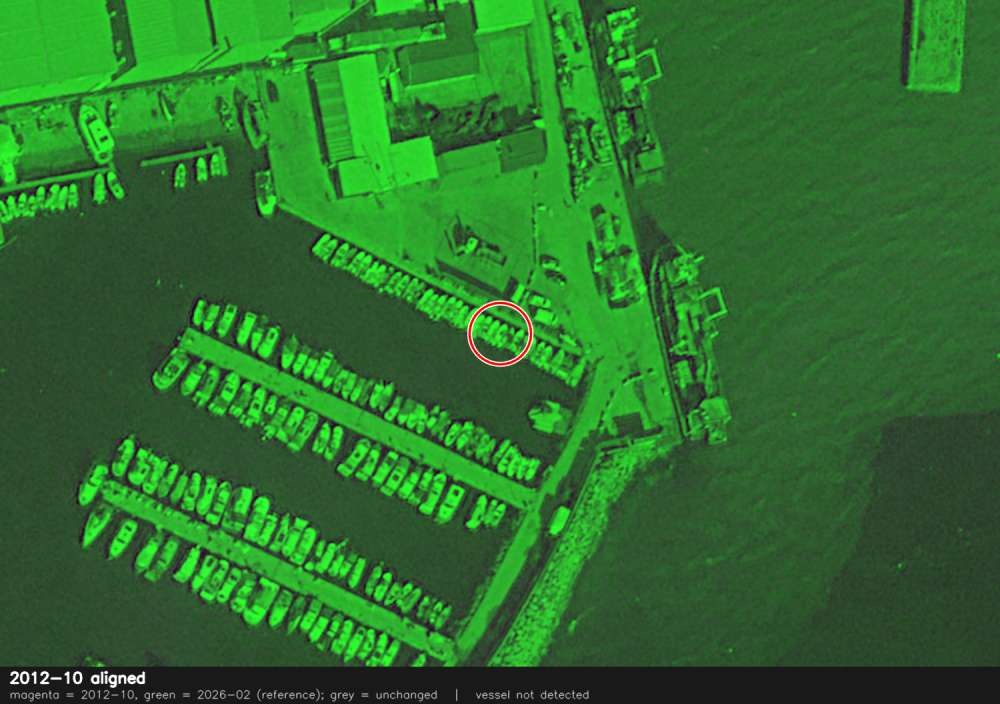 2012-10 aligned
magenta = 2012-10, green = 2026-02 (reference); grey = unchanged | vessel not detected